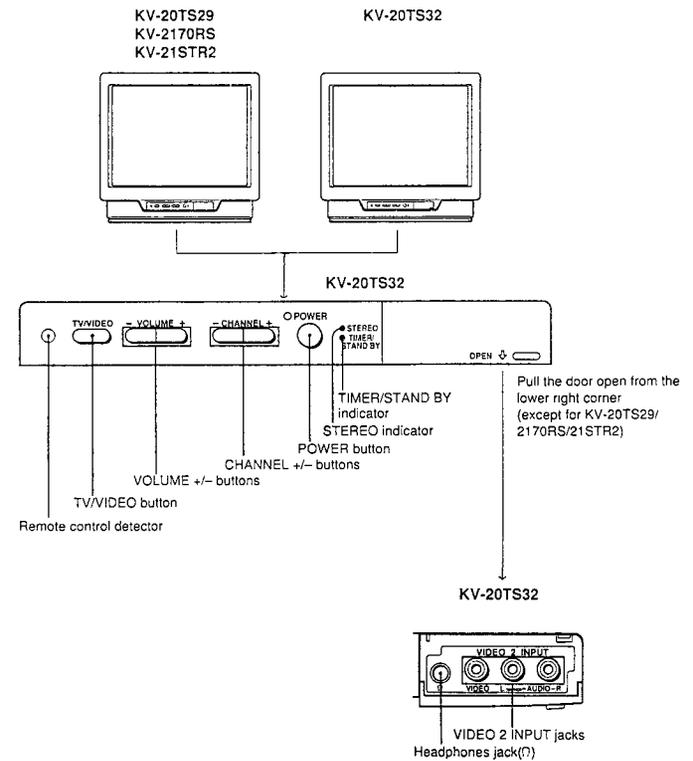 KV-20TS29
KV-2170RS
KV-21STR2
KV-20TS32
KV-20TS32
TV/VIDEO
– VOLUME +
– CHANNEL +
POWER
STEREO
TIMER/
STAND BY
OPEN
Pull the door open from the
lower right corner
(except for KV-20TS29/
2170RS/21STR2)
TIMER/STAND BY
indicator
STEREO indicator
POWER button
CHANNEL +/– buttons
VOLUME +/– buttons
TV/VIDEO button
Remote control detector
KV-20TS32
VIDEO 2 INPUT
VIDEO
L – AUDIO – R
VIDEO 2 INPUT jacks
Headphones jack(Ω)